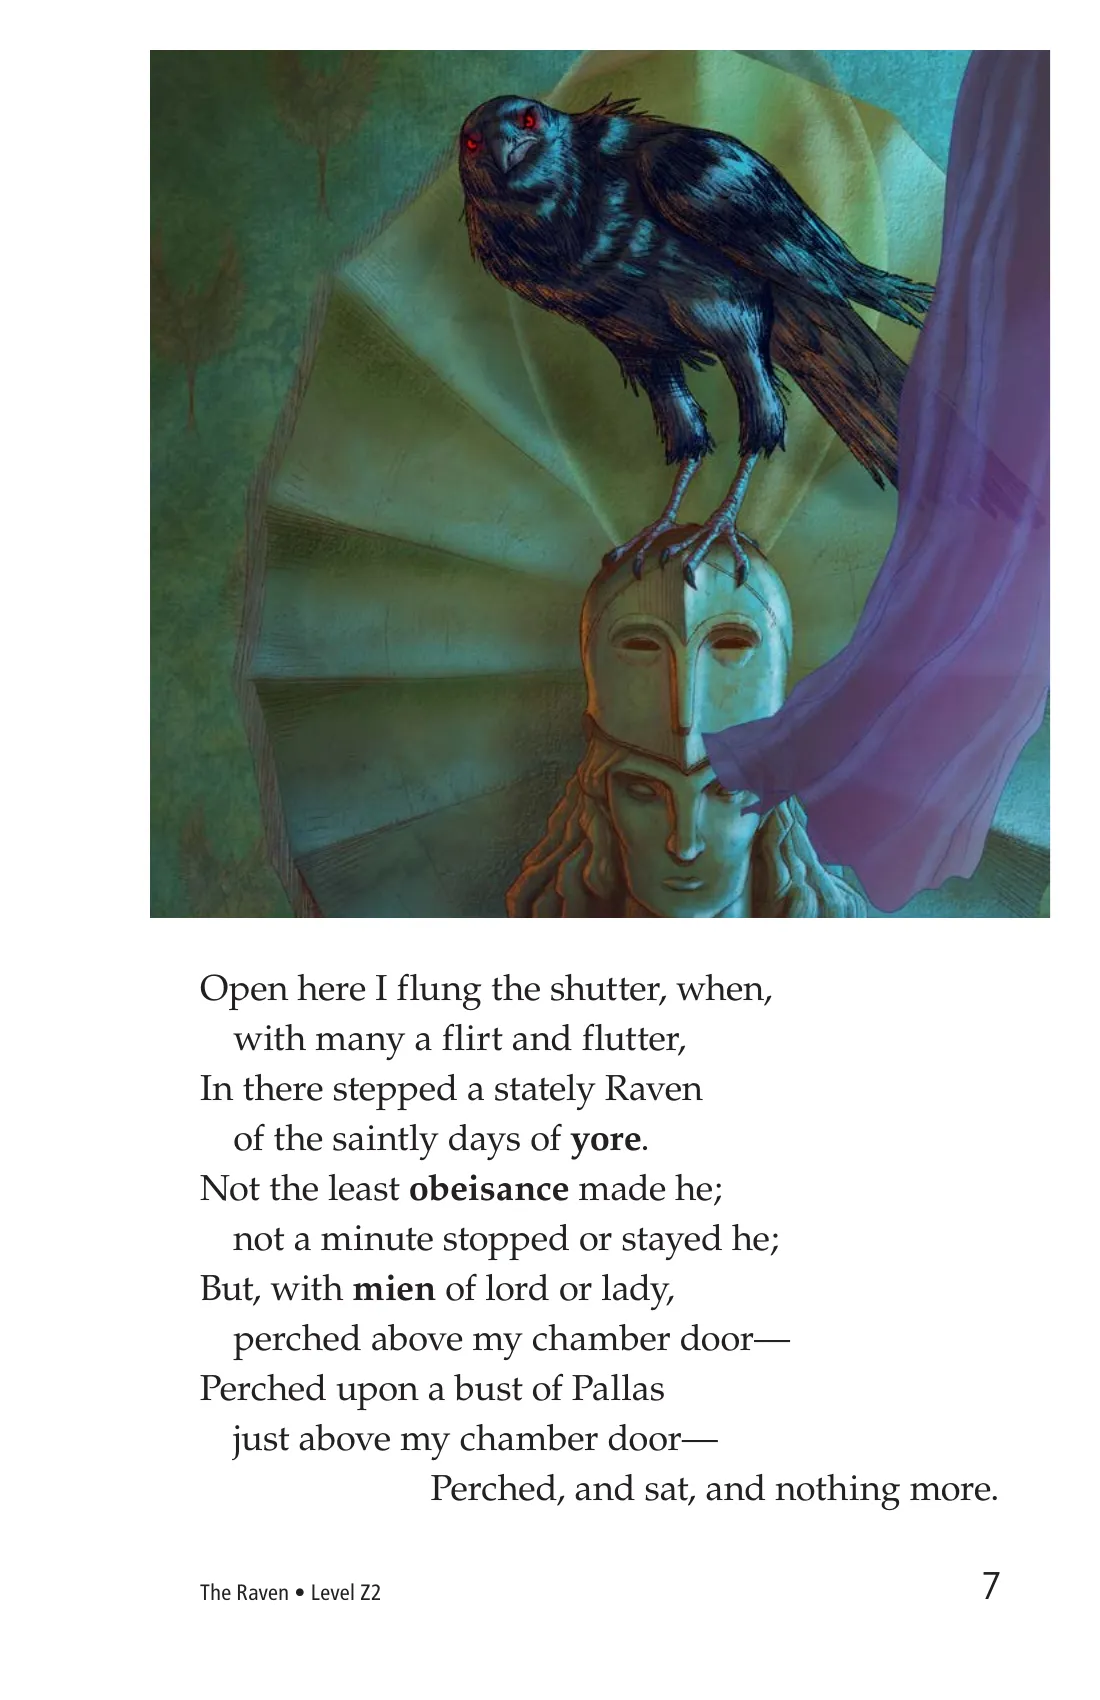 Open here I flung the shutter, when,
with many a flirt and flutter,
In there stepped a stately Raven
of the saintly days of yore.
Not the least obeisance made he;
not a minute stopped or stayed he;
But, with mien of lord or lady,
perched above my chamber door—
Perched upon a bust of Pallas
just above my chamber door—
Perched, and sat, and nothing more.
The Raven • Level Z2
7